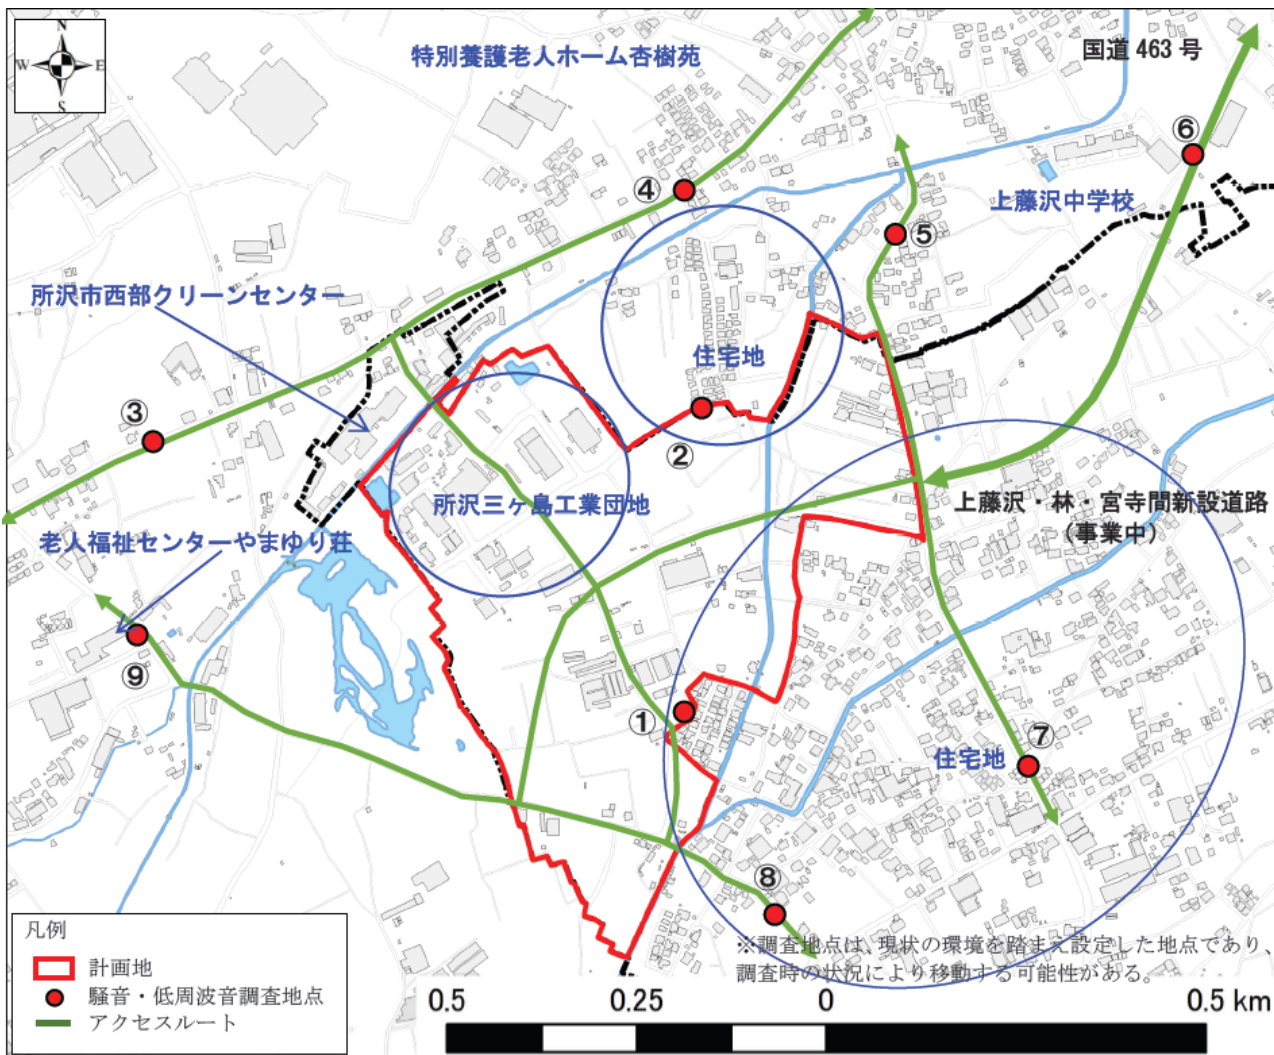 N
W E
S
特別養護老人ホーム杏樹苑
国道 463 号
⑥
④
上藤沢中学校
⑤
所沢市西部クリーンセンター
住宅地
③
②
所沢三ヶ島工業団地
上藤沢・林・宮寺間新設道路
（事業中）
老人福祉センターやまゆり荘
⑨
①
住宅地
⑦
⑧
※調査地点は、現状の環境を踏まえ設定した地点であり、
調査時の状況により移動する可能性がある。
凡例
計画地
騒音・低周波音調査地点
アクセスルート
0.5 0.25 0 0.5 km